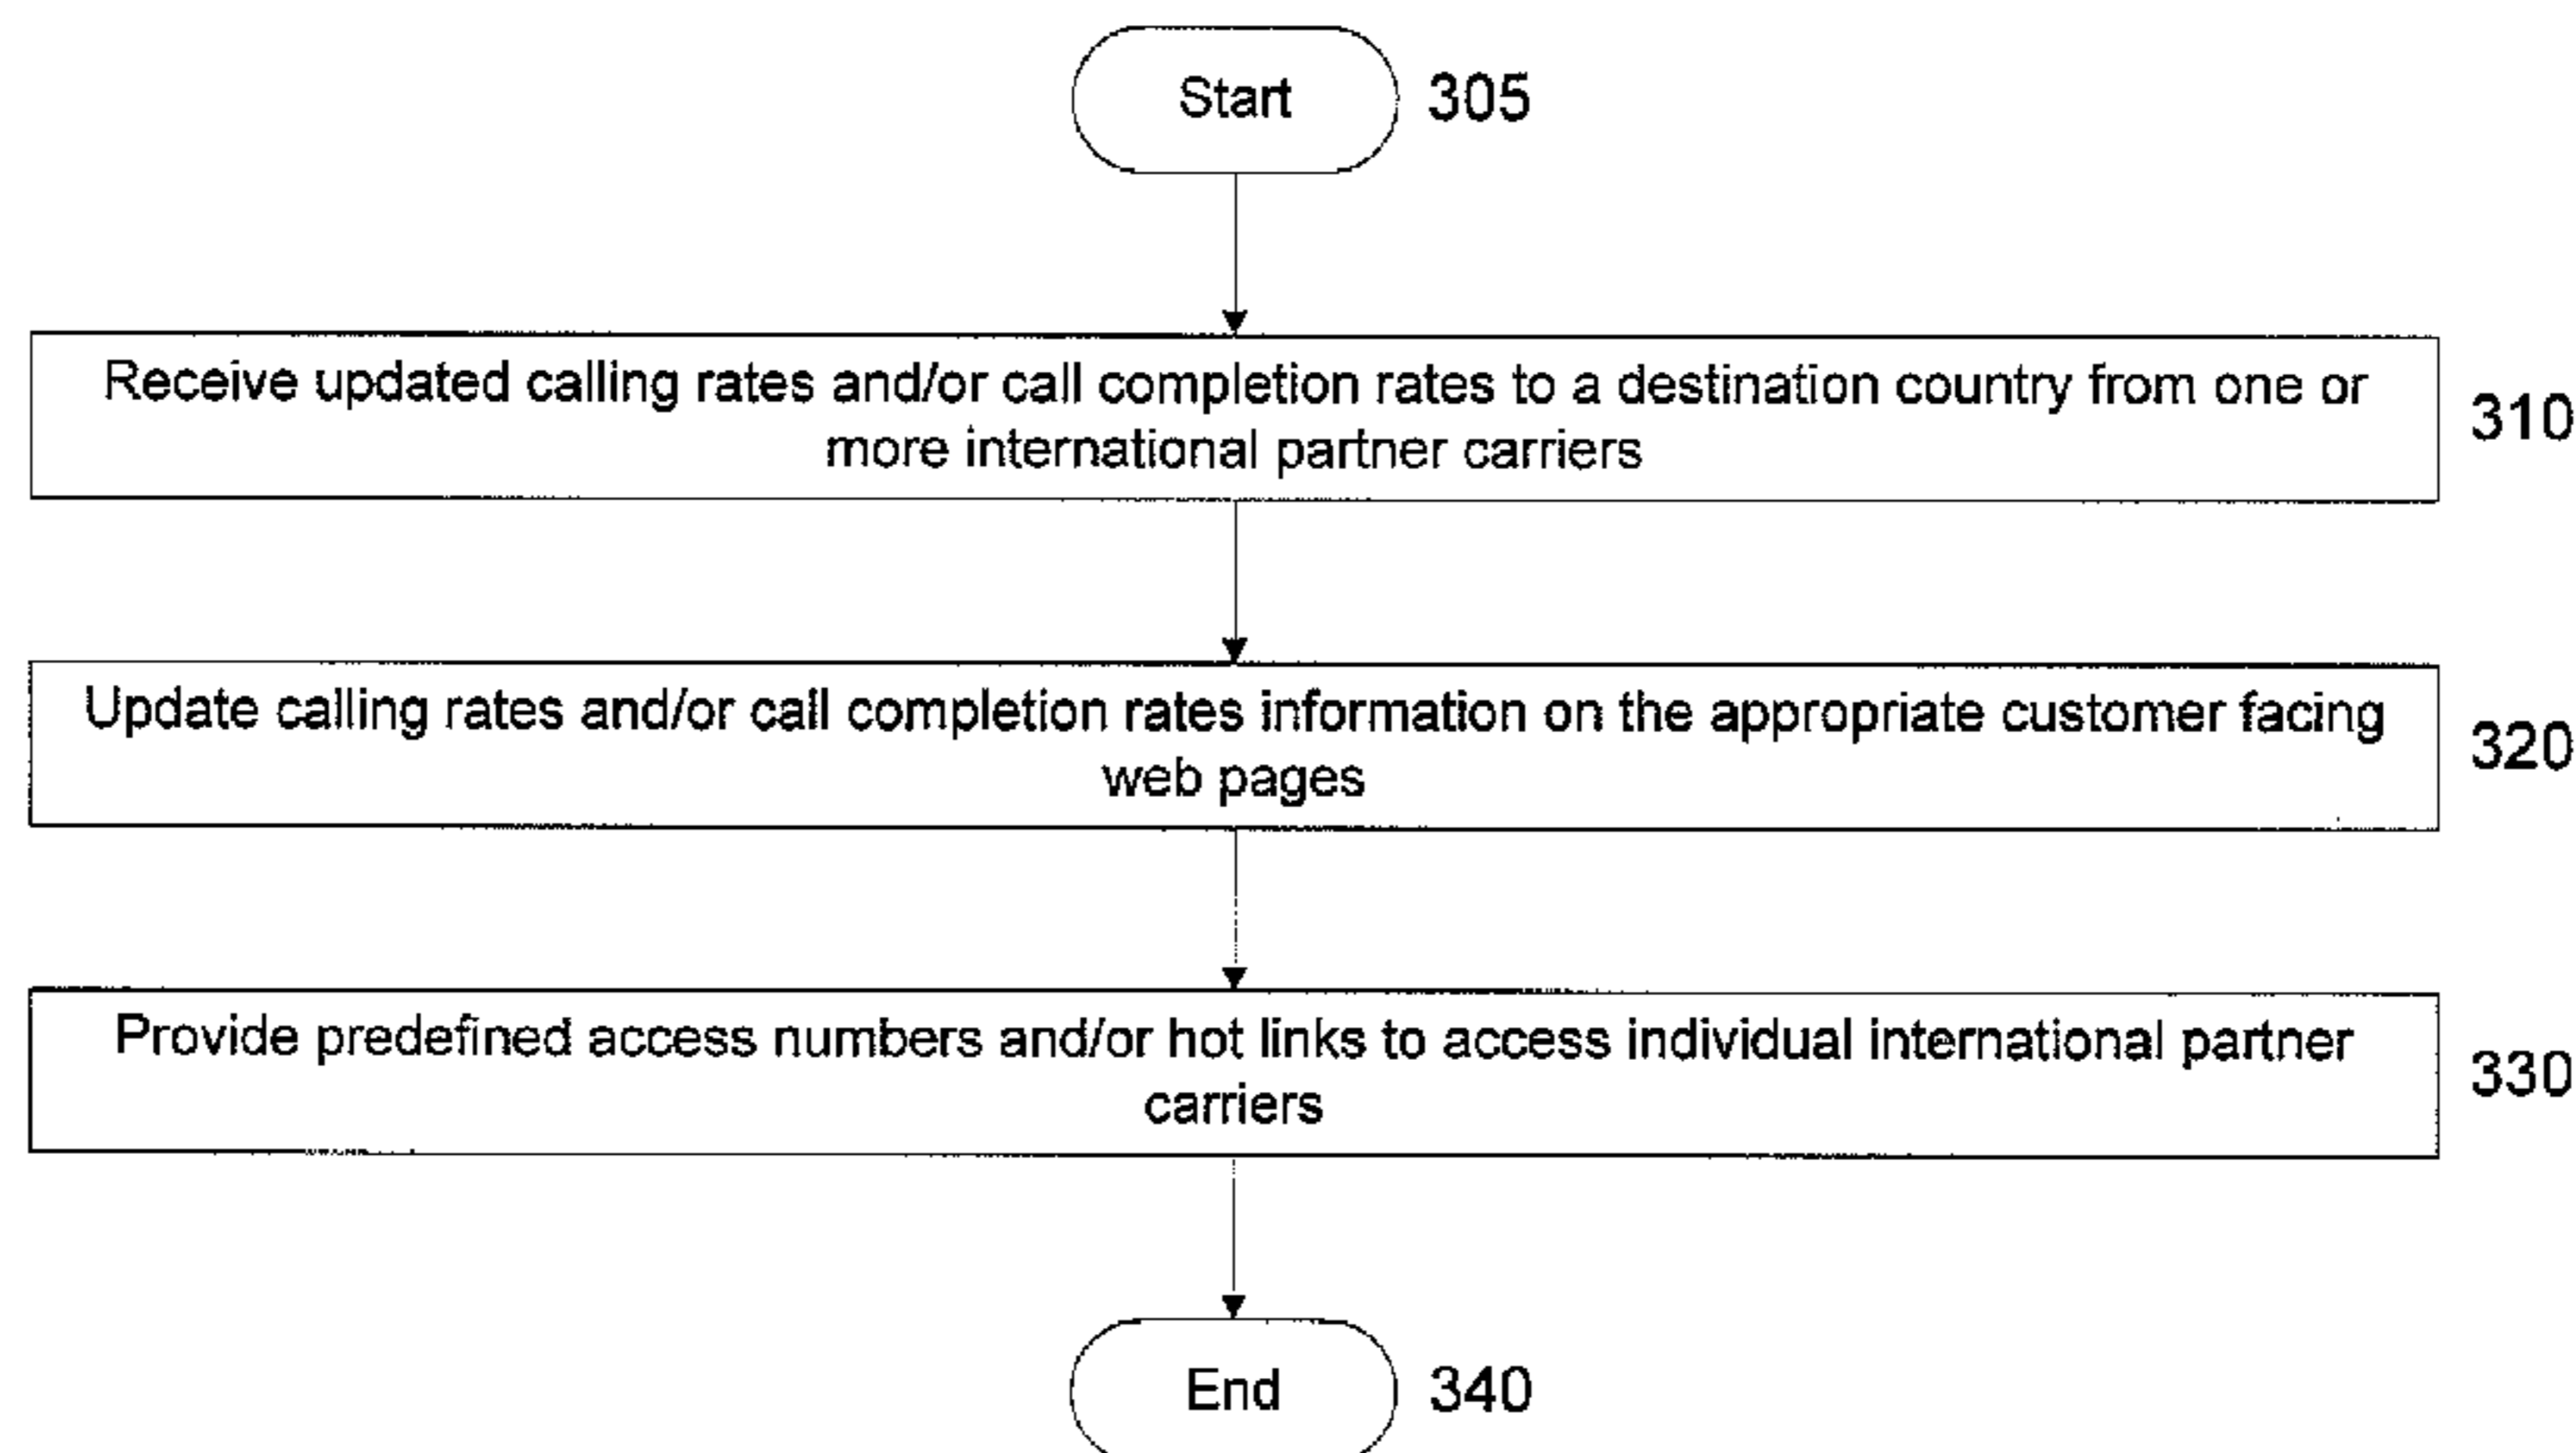 Start 305
Receive updated calling rates and/or call completion rates to a destination country from one or
more international partner carriers
310
Update calling rates and/or call completion rates information on the appropriate customer facing
web pages
320
Provide predefined access numbers and/or hot links to access individual international partner
carriers
330
End 340